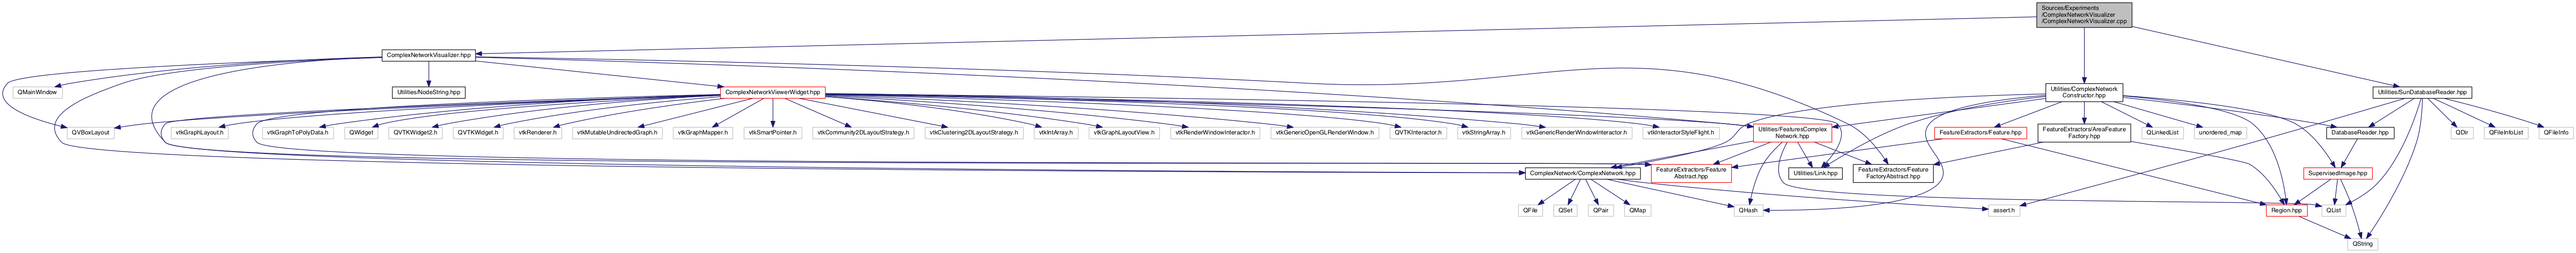 Sources/Experiments
/ComplexNetworkVisualizer
/ComplexNetworkVisualizer.cpp
ComplexNetworkVisualizer.hpp
QMainWindow
Utilities/NodeString.hpp
ComplexNetworkViewerWidget.hpp
Utilities/ComplexNetwork
Constructor.hpp
Utilities/SunDatabaseReader.hpp
QVBoxLayout
vtkGraphLayout.h
vtkGraphToPolyData.h
QWidget
QVTKWidget2.h
QVTKWidget.h
vtkRenderer.h
vtkMutableUndirectedGraph.h
vtkGraphMapper.h
vtkSmartPointer.h
vtkCommunity2DLayoutStrategy.h
vtkClustering2DLayoutStrategy.h
vtkIntArray.h
vtkGraphLayoutView.h
vtkRenderWindowInteractor.h
vtkGenericOpenGLRenderWindow.h
QVTKInteractor.h
vtkStringArray.h
vtkGenericRenderWindowInteractor.h
vtkInteractorStyleFlight.h
Utilities/FeaturesComplex
Network.hpp
FeatureExtractors/Feature.hpp
FeatureExtractors/AreaFeature
Factory.hpp
QLinkedList
unordered_map
DatabaseReader.hpp
QDir
QFileInfoList
QFileInfo
ComplexNetwork/ComplexNetwork.hpp
FeatureExtractors/Feature
Abstract.hpp
Utilities/Link.hpp
FeatureExtractors/Feature
FactoryAbstract.hpp
SupervisedImage.hpp
QFile
QSet
QPair
QMap
QHash
assert.h
Region.hpp
QList
QString